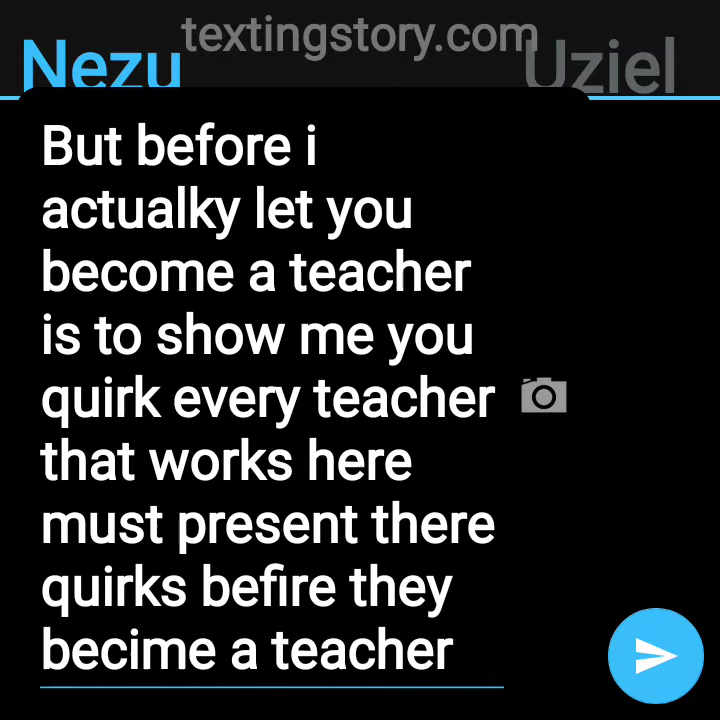 textingstory.com
Nezu Uziel
But before i
actualky let you
become a teacher
is to show me you
quirk every teacher
that works here
must present there
quirks befire they
becime a teacher